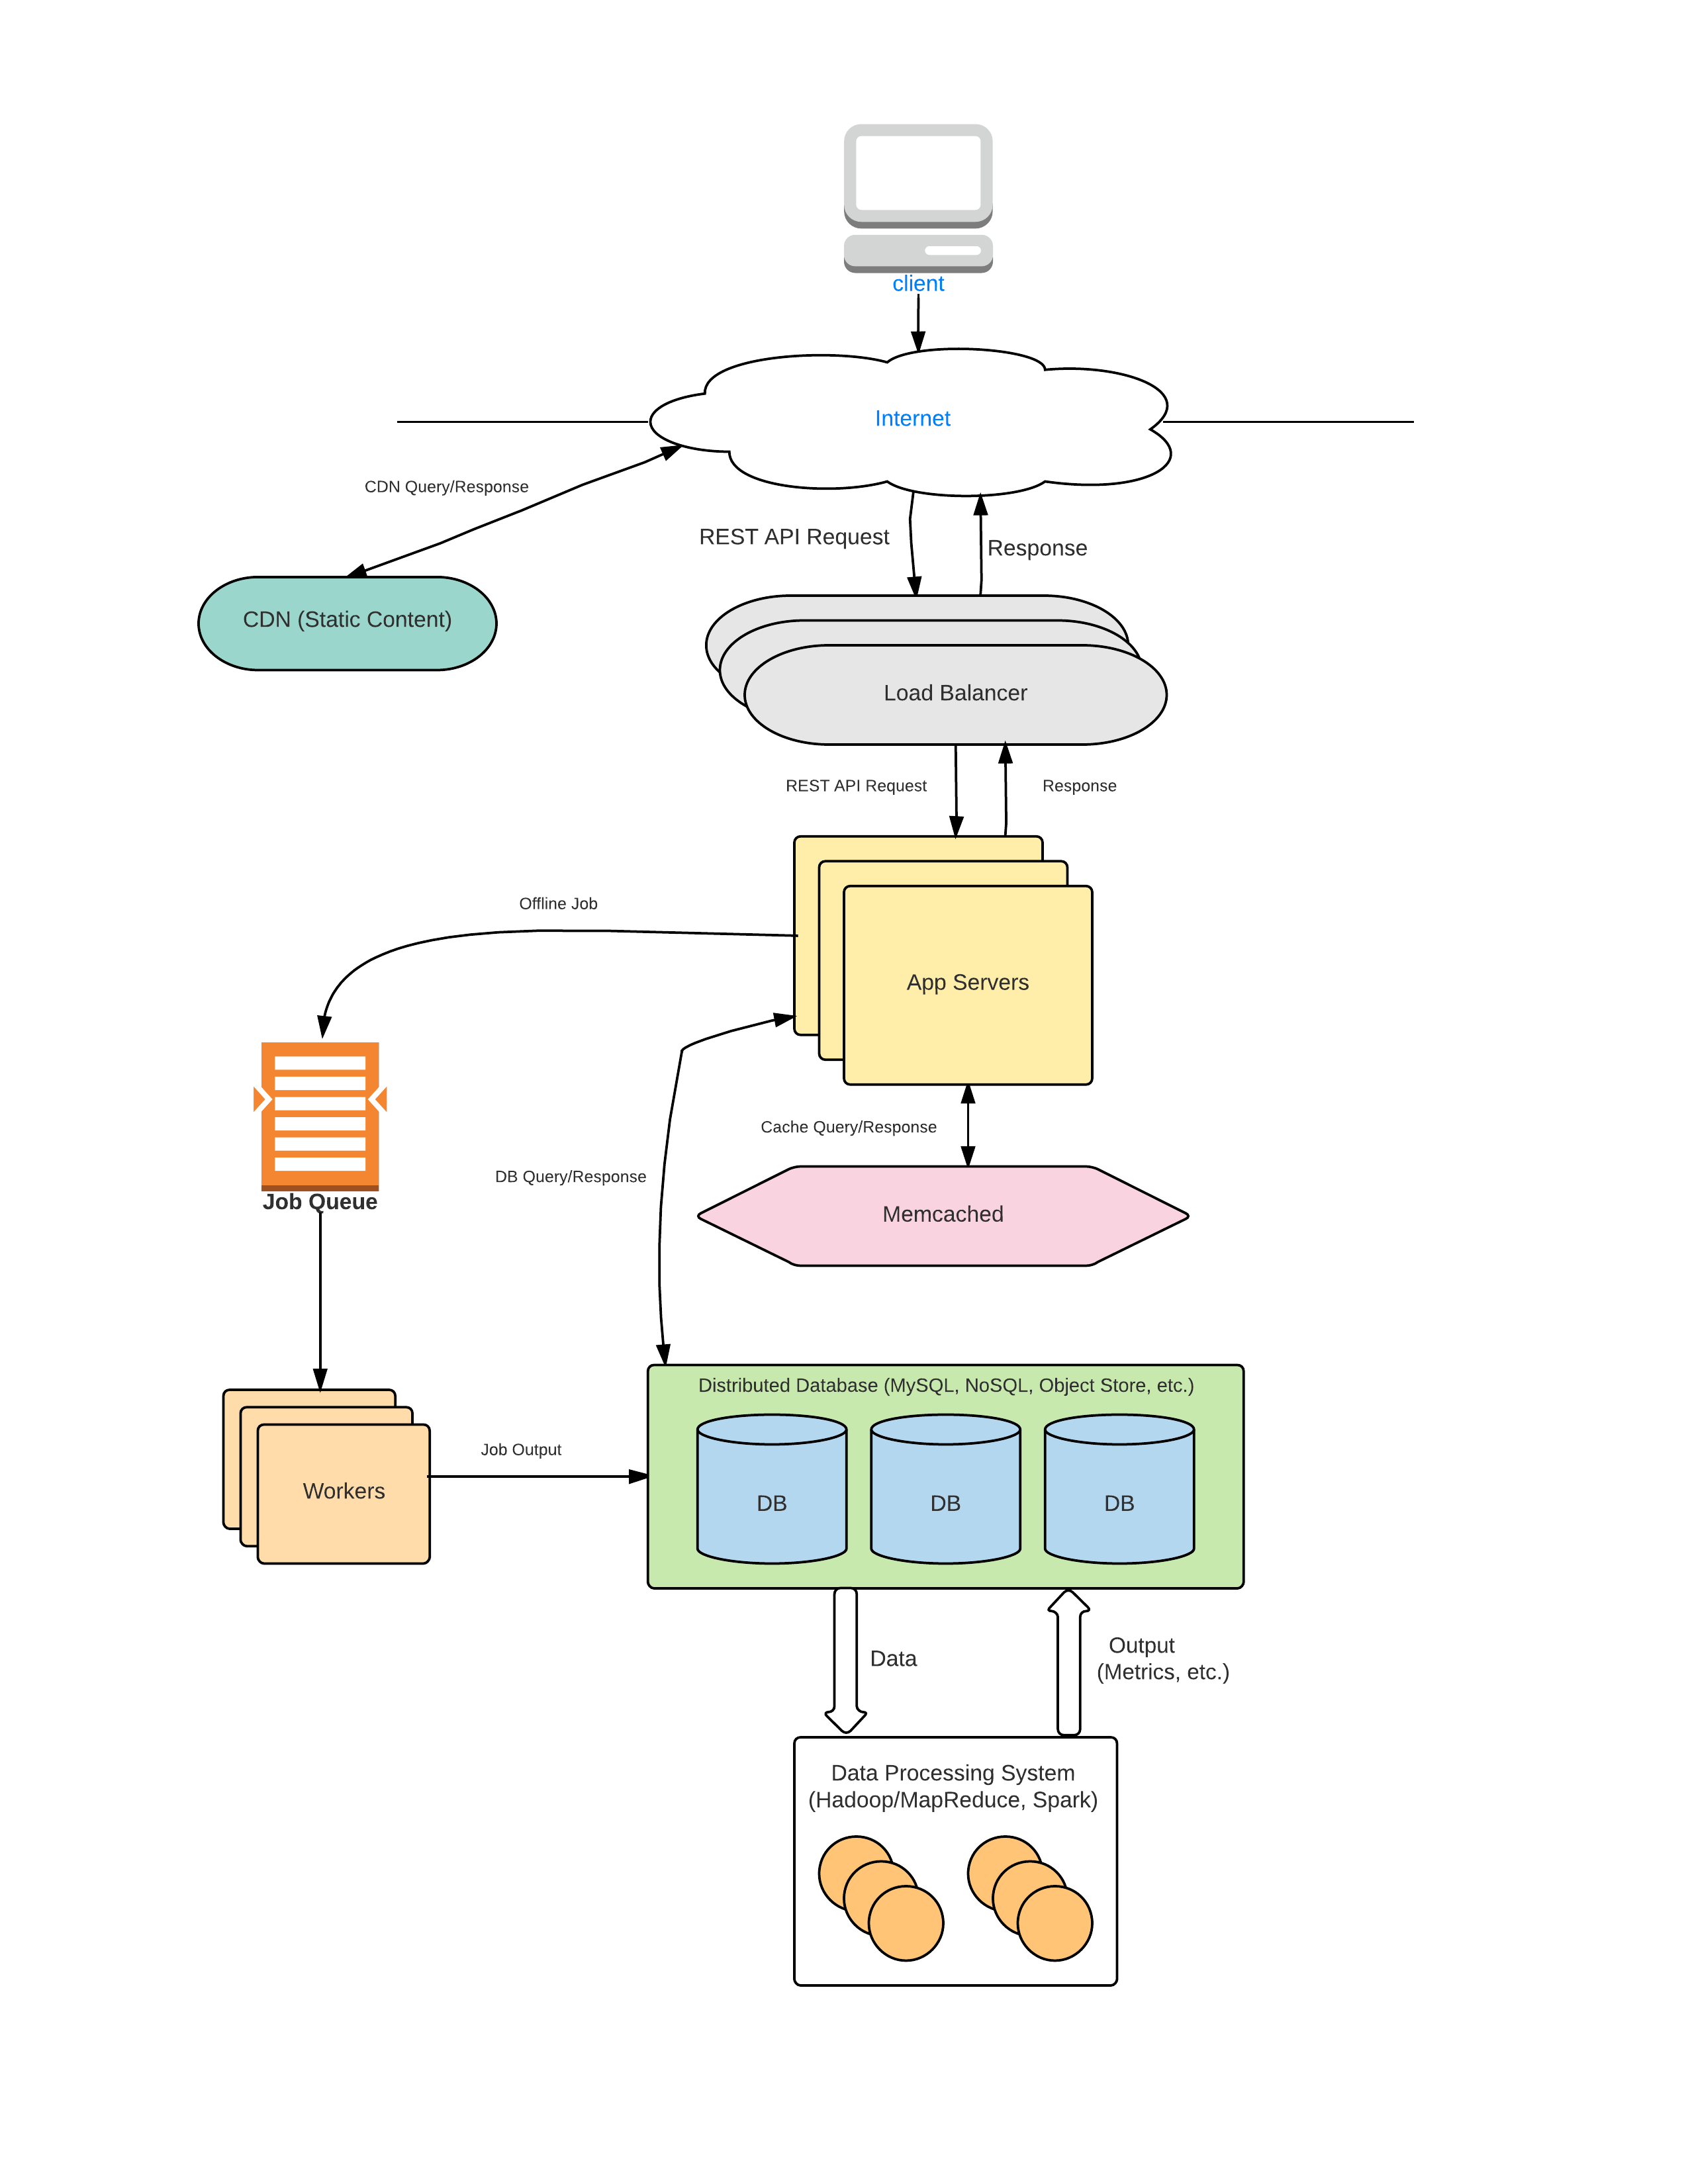 client
Internet
CDN Query/Response
REST API Request
Response
CDN (Static Content)
Load Balancer
REST API Request
Response
Offline Job
App Servers
Cache Query/Response
DB Query/Response
Job Queue
Memcached
Distributed Database (MySQL, NoSQL, Object Store, etc.)
Job Output
Workers
DB
DB
DB
Data
Output
(Metrics, etc.)
Data Processing System
(Hadoop/MapReduce, Spark)